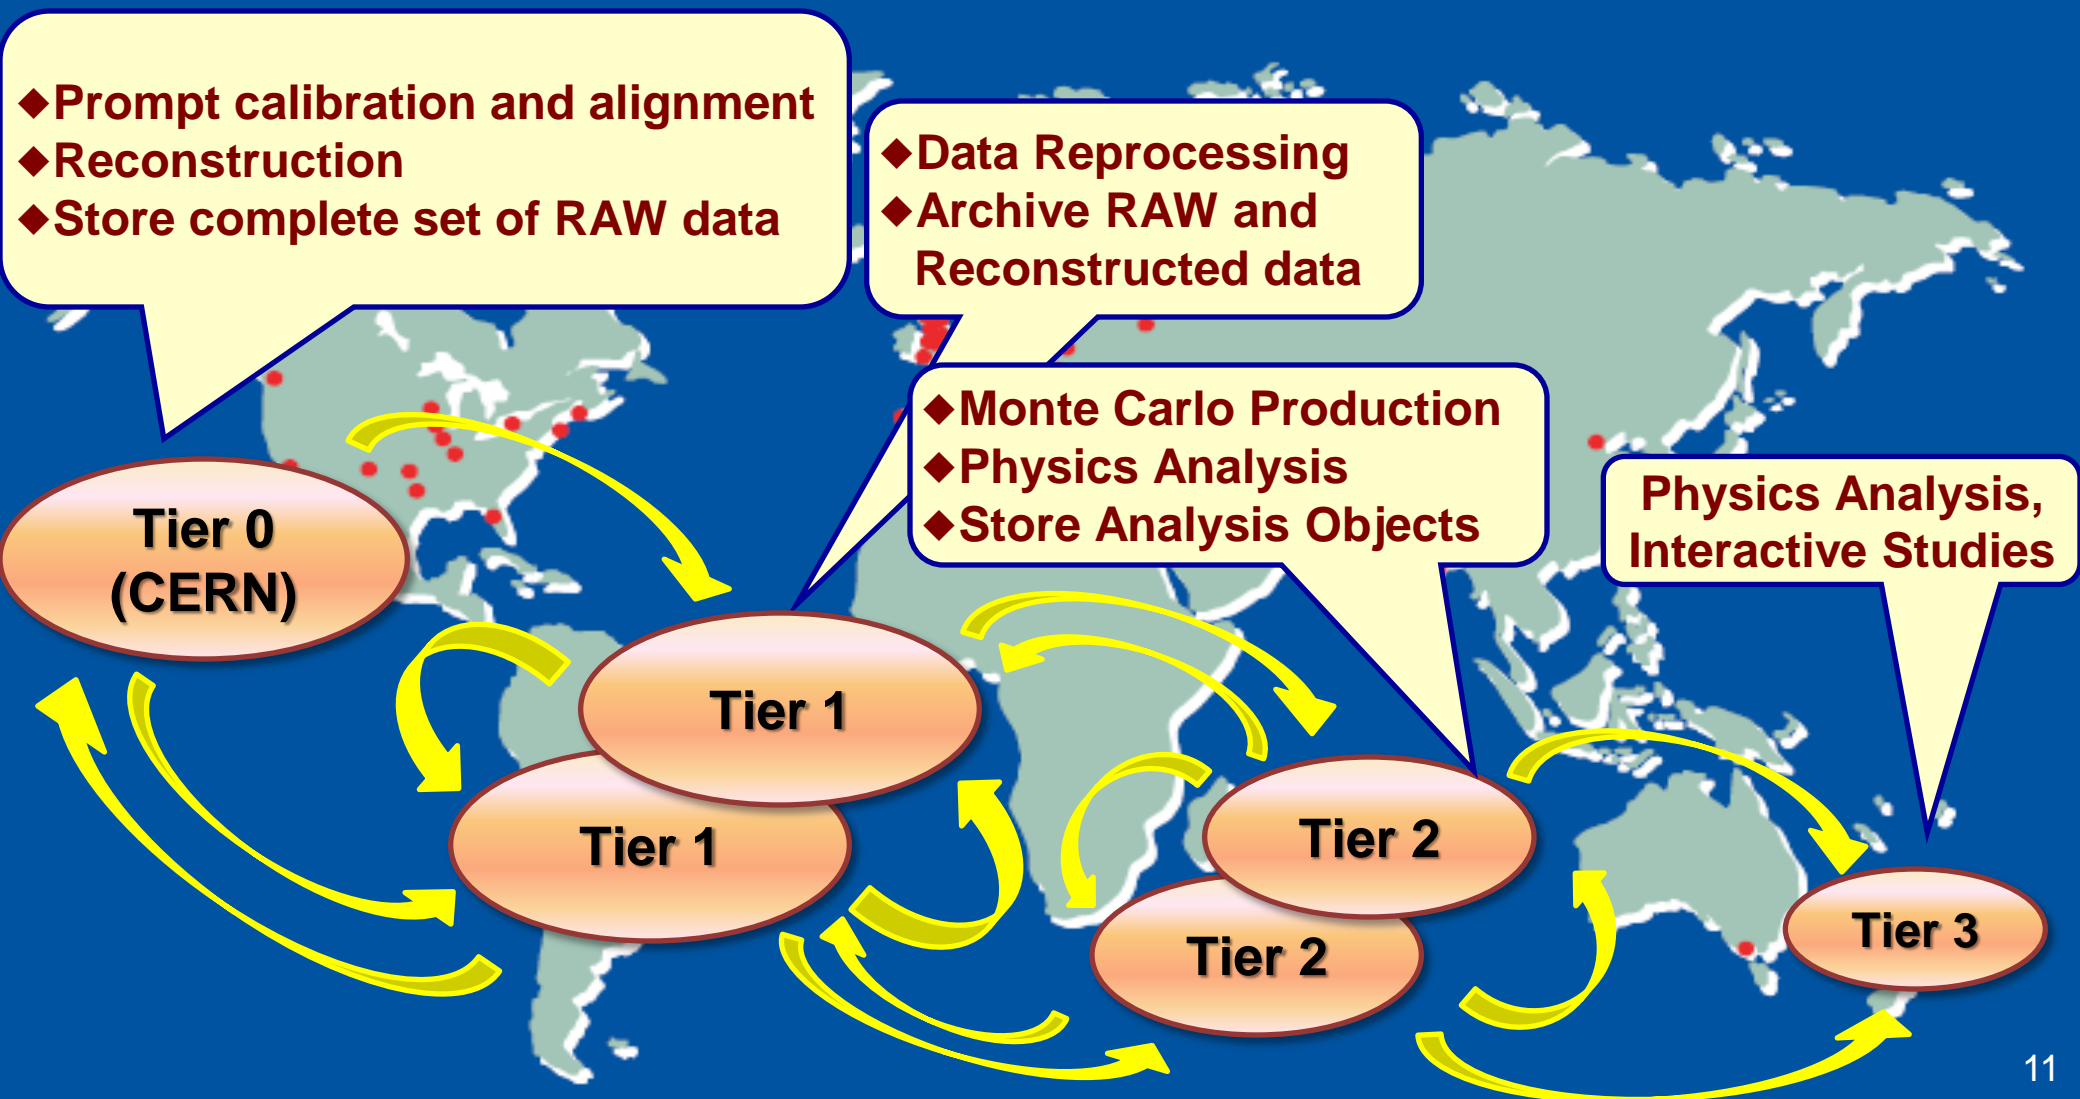 ◆Prompt calibration and alignment
◆Reconstruction
◆Store complete set of RAW data
◆Data Reprocessing
◆Archive RAW and
Reconstructed data
◆Monte Carlo Production
◆Physics Analysis
◆Store Analysis Objects
Physics Analysis,
Interactive Studies
Tier 0
(CERN)
Tier 1
Tier 1
Tier 2
Tier 2
Tier 3
11